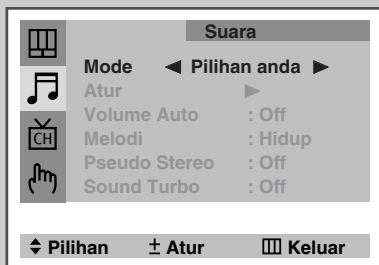 Suara
Mode ◀ Pilihan anda ▶
Atur ▶
Volume Auto : Off
CH
Melodi : Hidup
Pseudo Stereo : Off
Sound Turbo : Off
Pilihan ± Atur Keluar